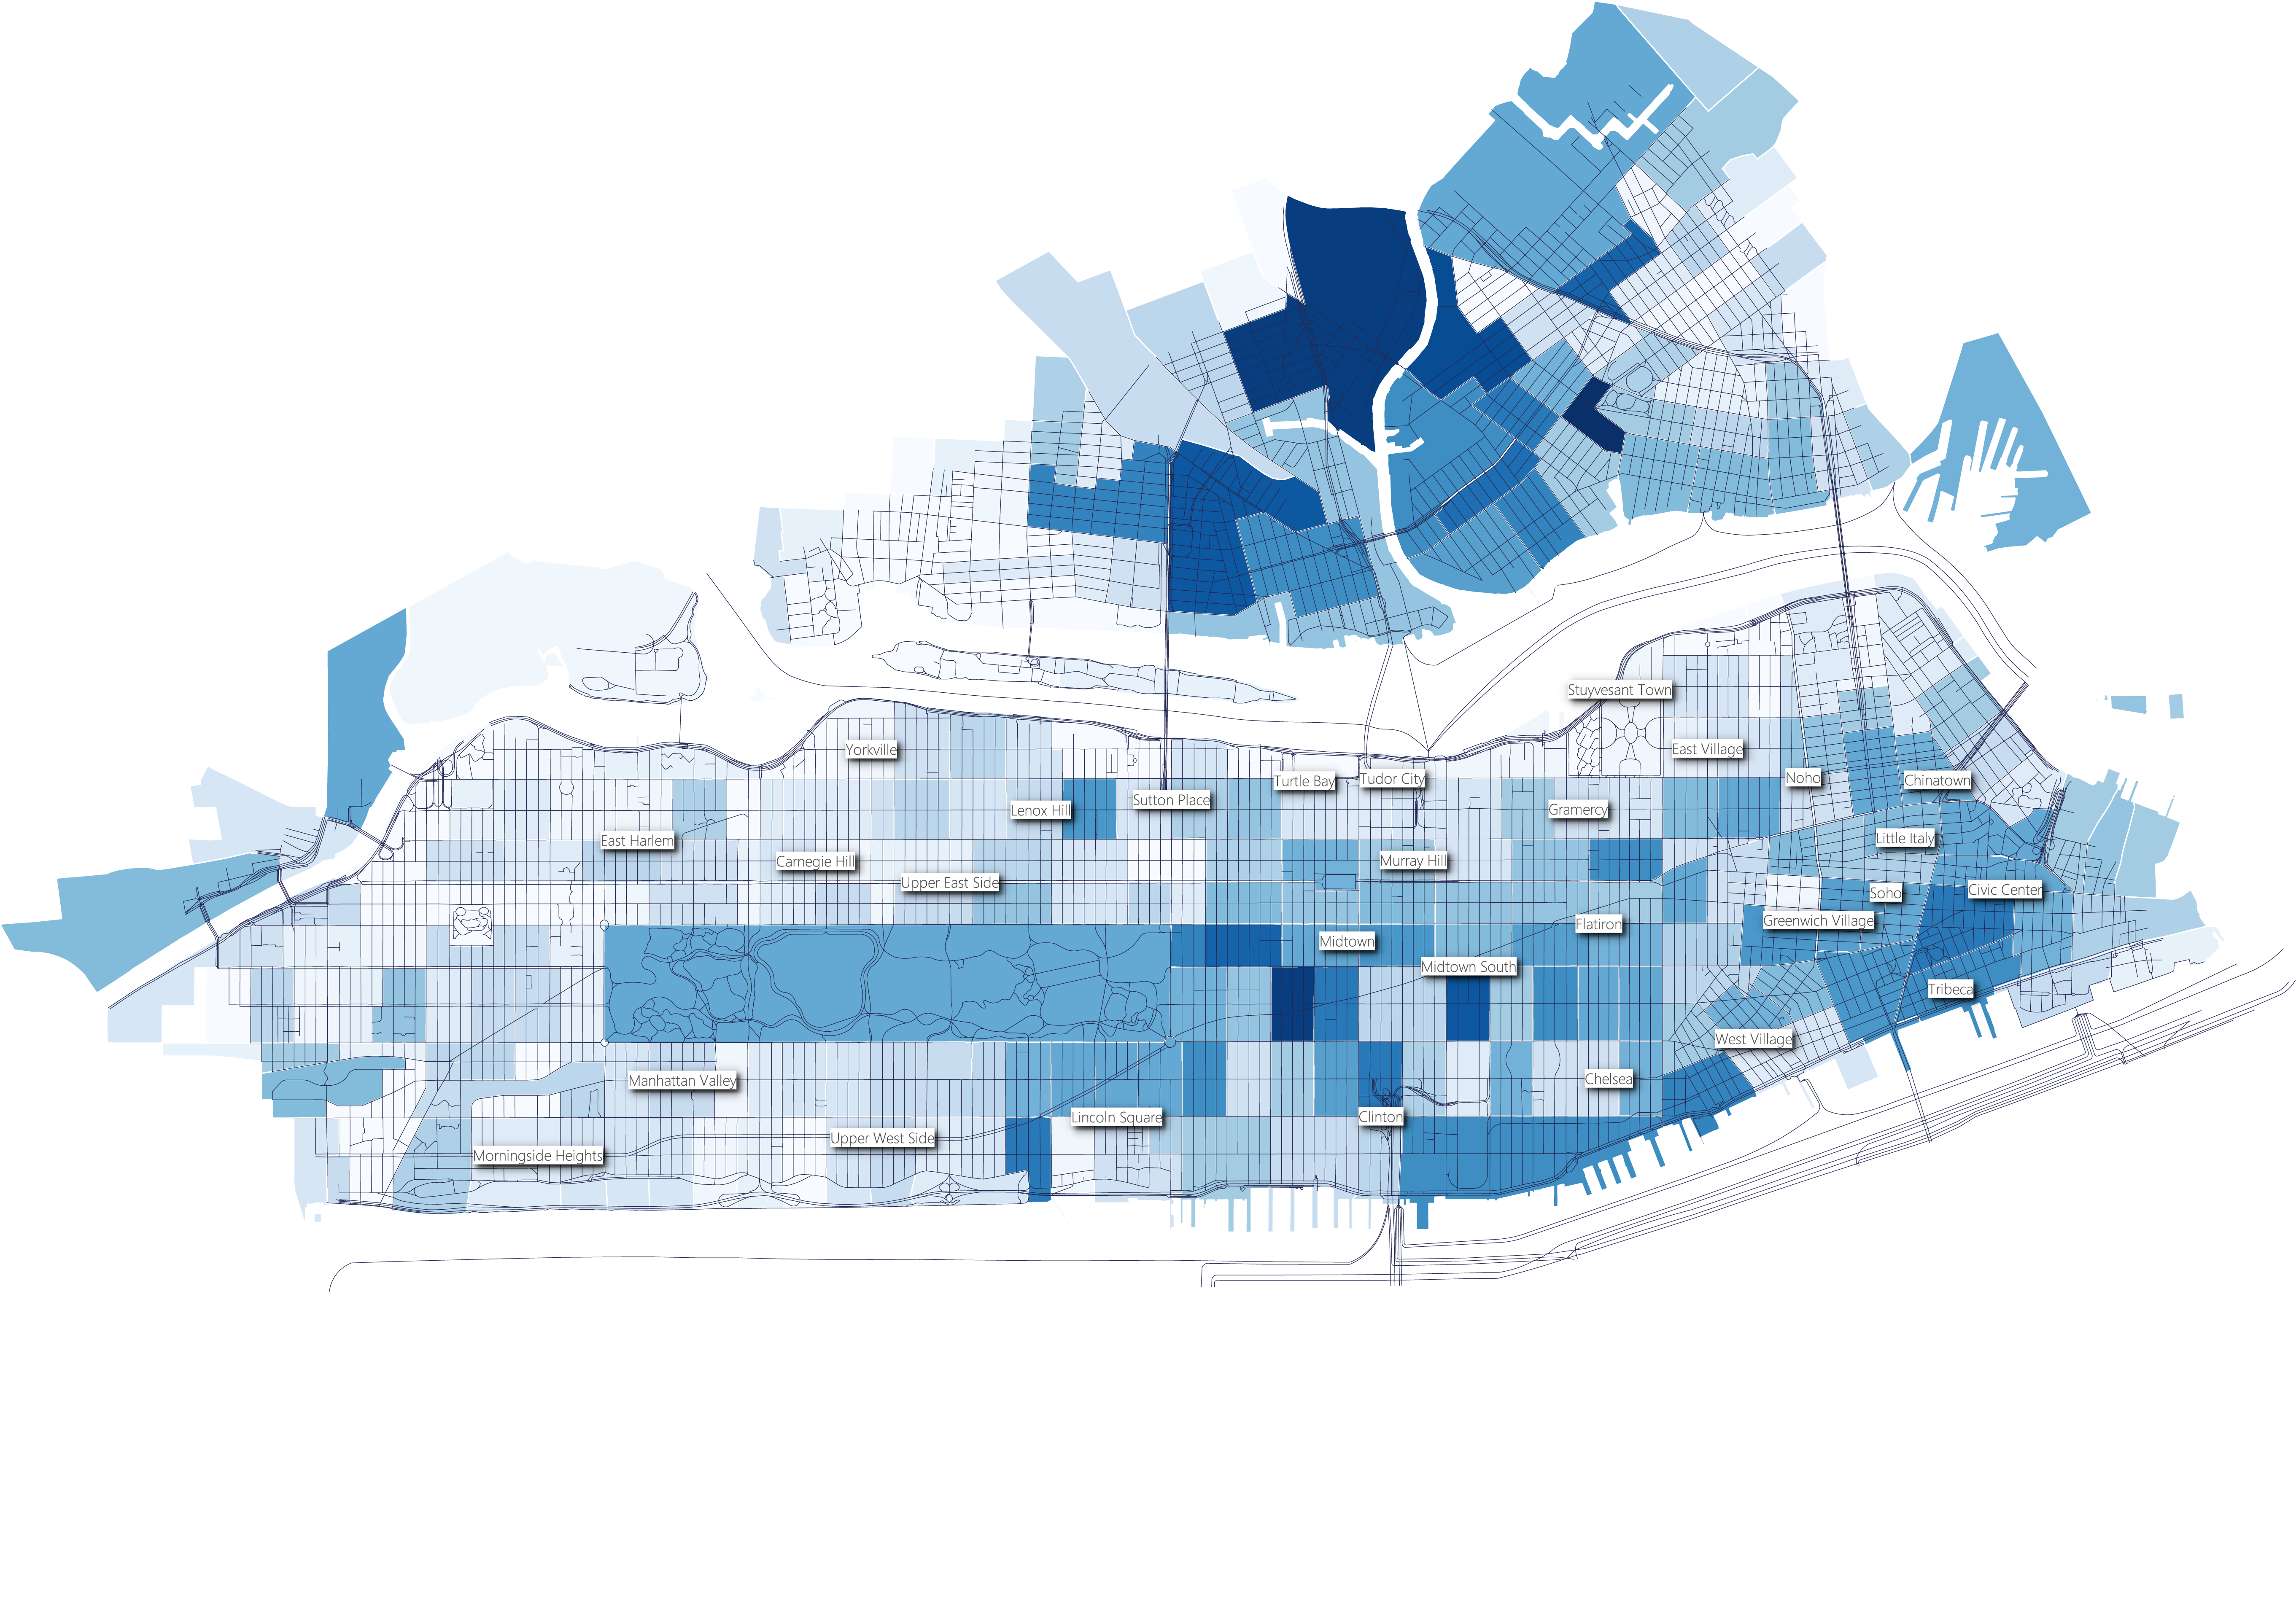 Stuyvesant Town
Yorkville
East Village
Turtle Bay
Tudor City
Noho
Chinatown
Sutton Place
Lenox Hill
Gramercy
East Harlem
Little Italy
Carnegie Hill
Murray Hill
Upper East Side
Soho
Civic Center
Greenwich Village
Flatiron
Midtown
Midtown South
Tribeca
West Village
Manhattan Valley
Chelsea
Lincoln Square
Clinton
Upper West Side
Morningside Heights